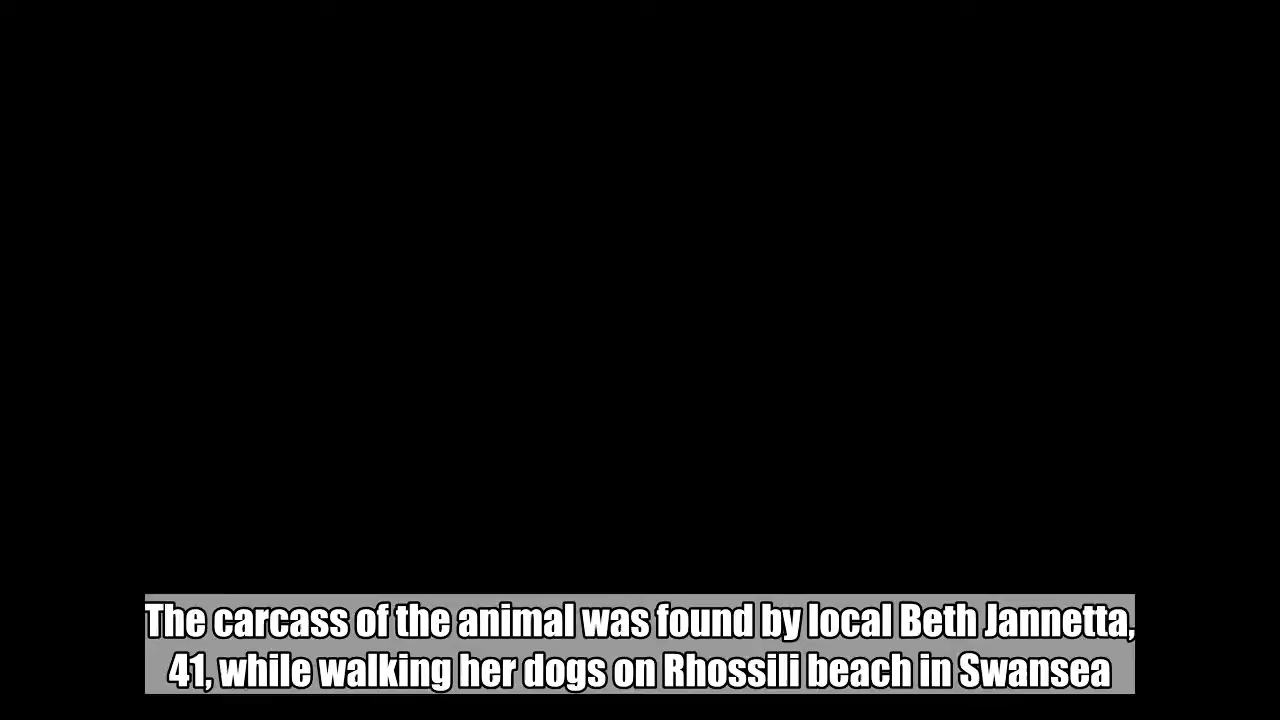 The carcass of the animal was found by local Beth Jannetta,
41, while walking her dogs on Rhossili beach in Swansea